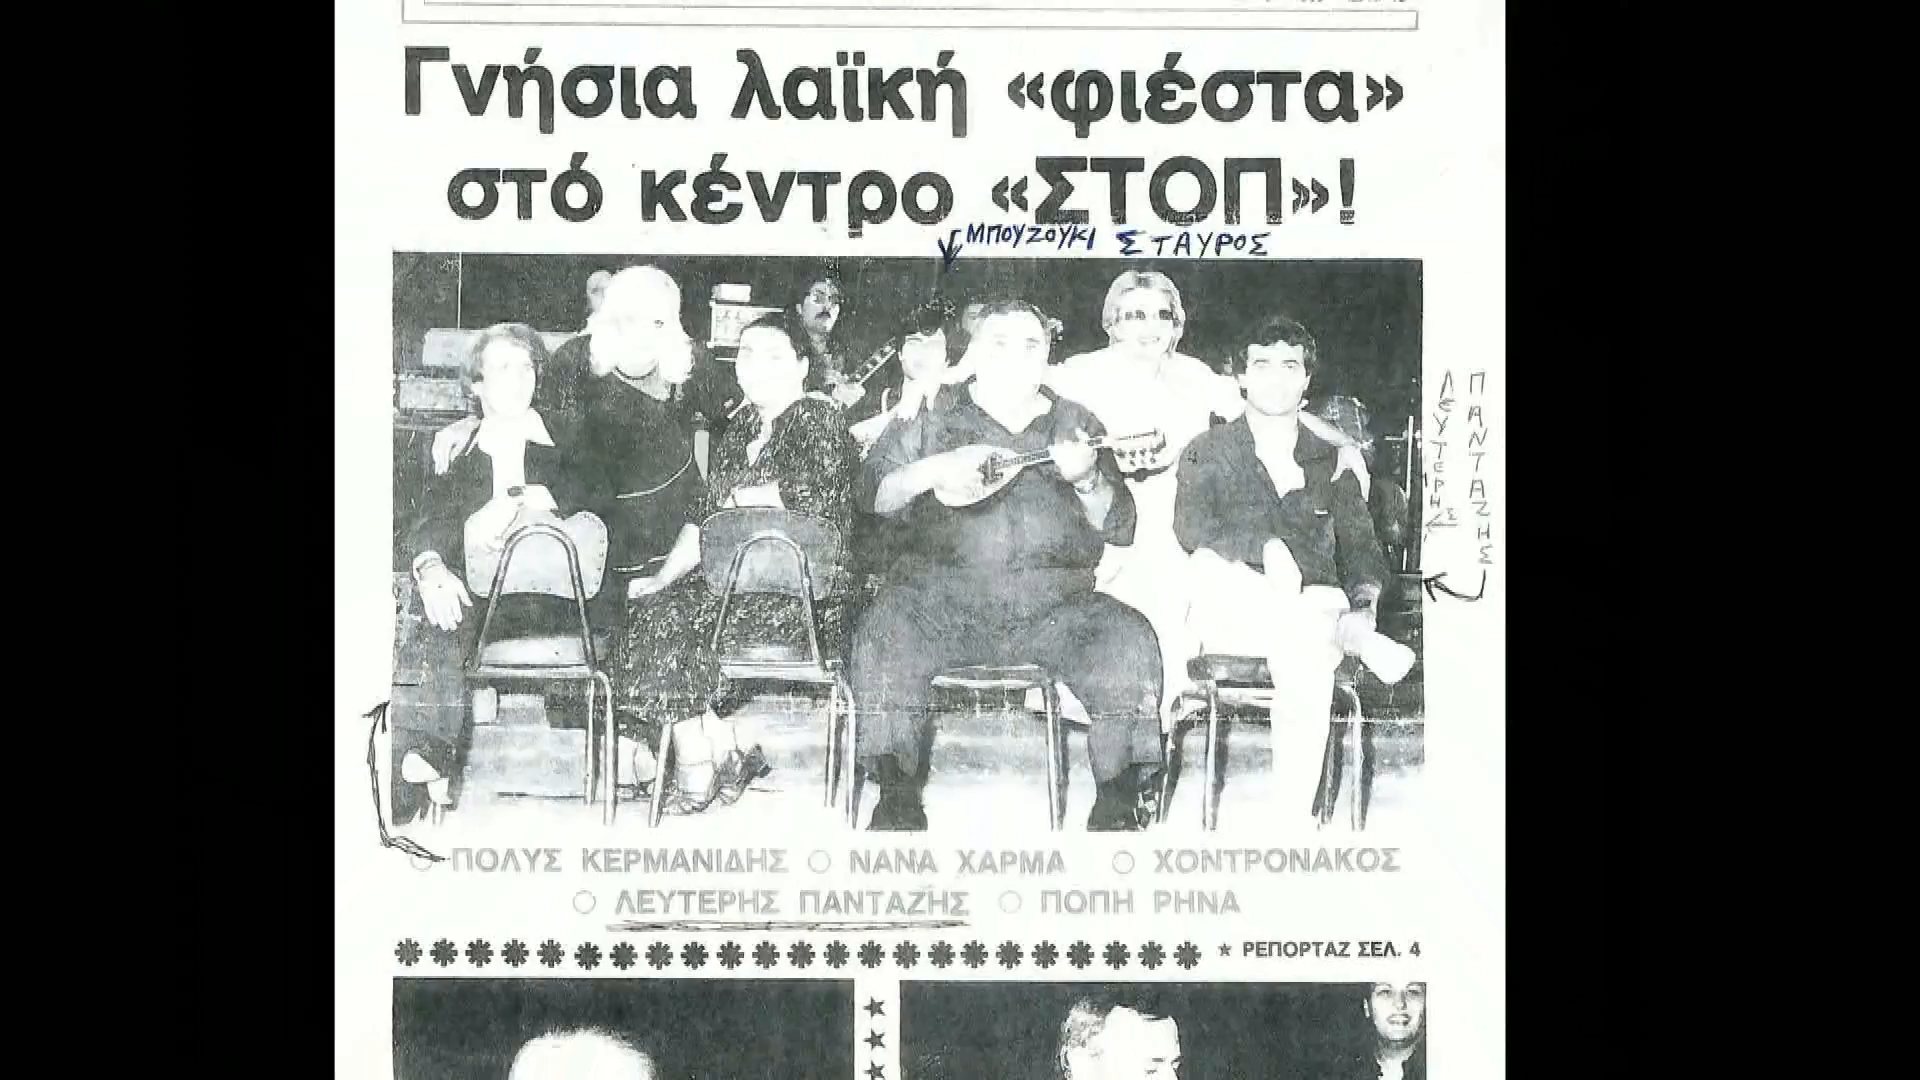 Γνήσια λαϊκή «φιέστα»
στό κέντρο «ΣΤΟΠ»!
ΜΠΟΥΖΟΥΚΙ ΣΤΑΥΡΟΣ
ΛΕΥΤΕΡΗΣ
ΠΑΝΤΑΖΗΣ
ΠΟΛΥΣ ΚΕΡΜΑΝΙΔΗΣ ○ ΝΑΝΑ ΧΑΡΜΑ ○ ΧΟΝΤΡΟΝΑΚΟΣ
○ ΛΕΥΤΕΡΗΣ ΠΑΝΤΑΖΗΣ ○ ΠΟΠΗ ΡΗΝΑ
★ ΡΕΠΟΡΤΑΖ ΣΕΛ. 4